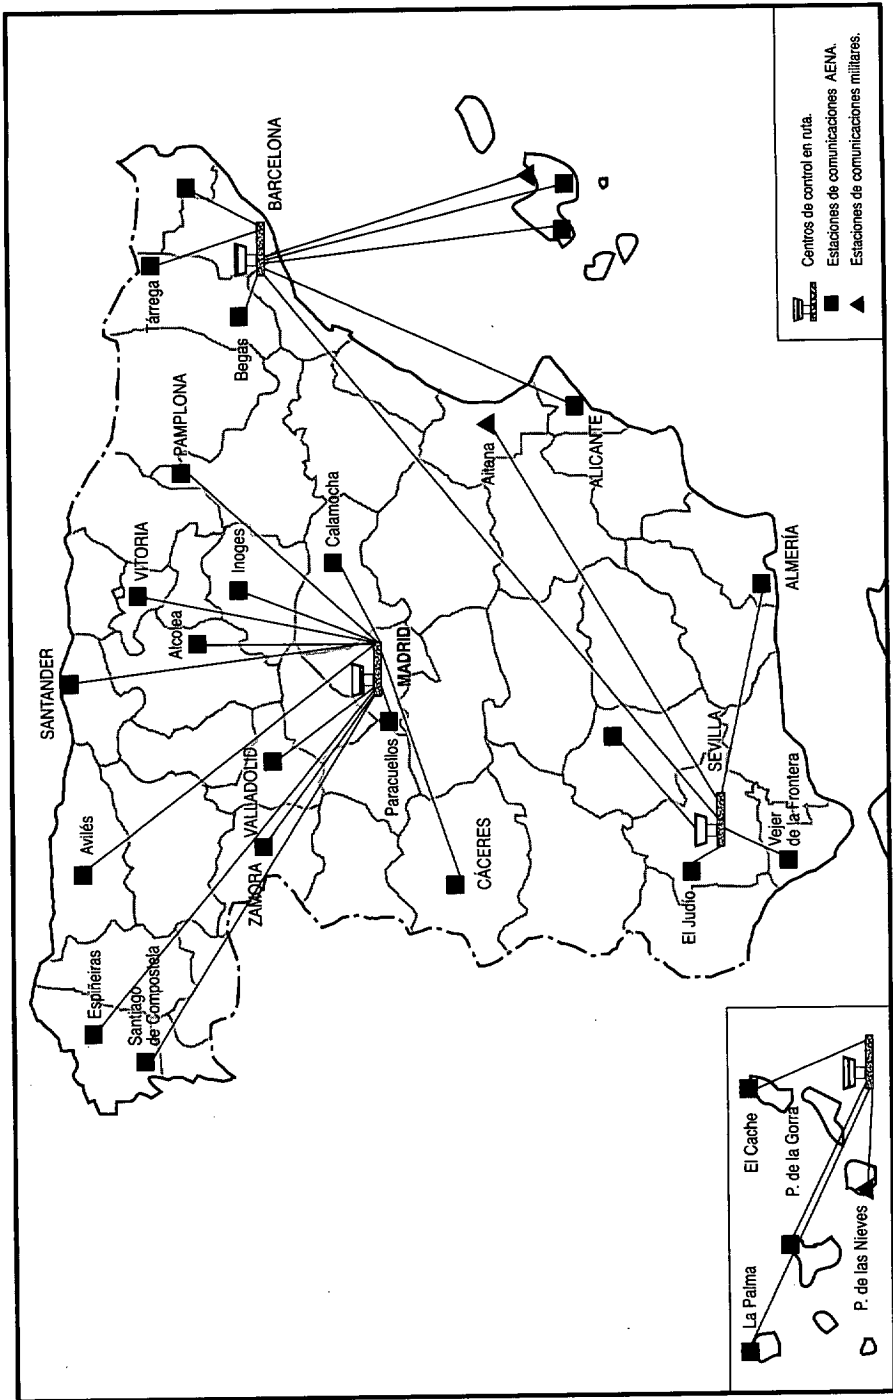 SANTANDER
Avilés
Espiñeiras
Santiago
de Compostela
VITORIA
PAMPLONA
Tárrega
Alcolea
Inoges
Begas
BARCELONA
VALLADOLID
ZAMORA
Calamocha
MADRID
Paracuellos
CÁCERES
Aitana
ALICANTE
SEVILLA
El Judío
Vejer
de la Frontera
ALMERÍA
La Palma
El Cache
P. de la Gorra
P. de las Nieves
Centros de control en ruta.
Estaciones de comunicaciones AENA.
Estaciones de comunicaciones militares.